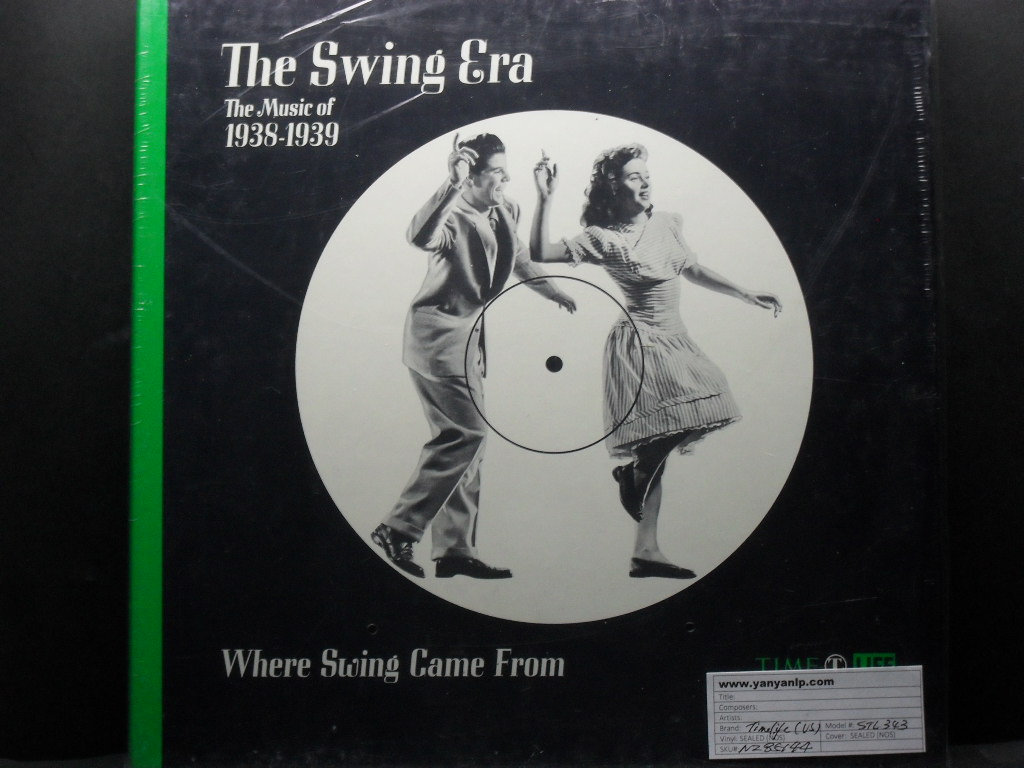 The Swing Era
The Music of
1938-1939
Where Swing Came From
TIME LIFE
www.yanyanlp.com
Title:
Composers:
Artists:
Brand: Timelife (US) Model #: STL 343
Vinyl: SEALED [NOS] Cover: SEALED [NOS]
SKU#